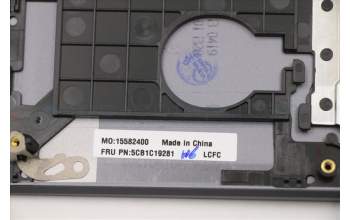 MO:15582400 Made in China
FRU PN:5CB1C19281 LCFC